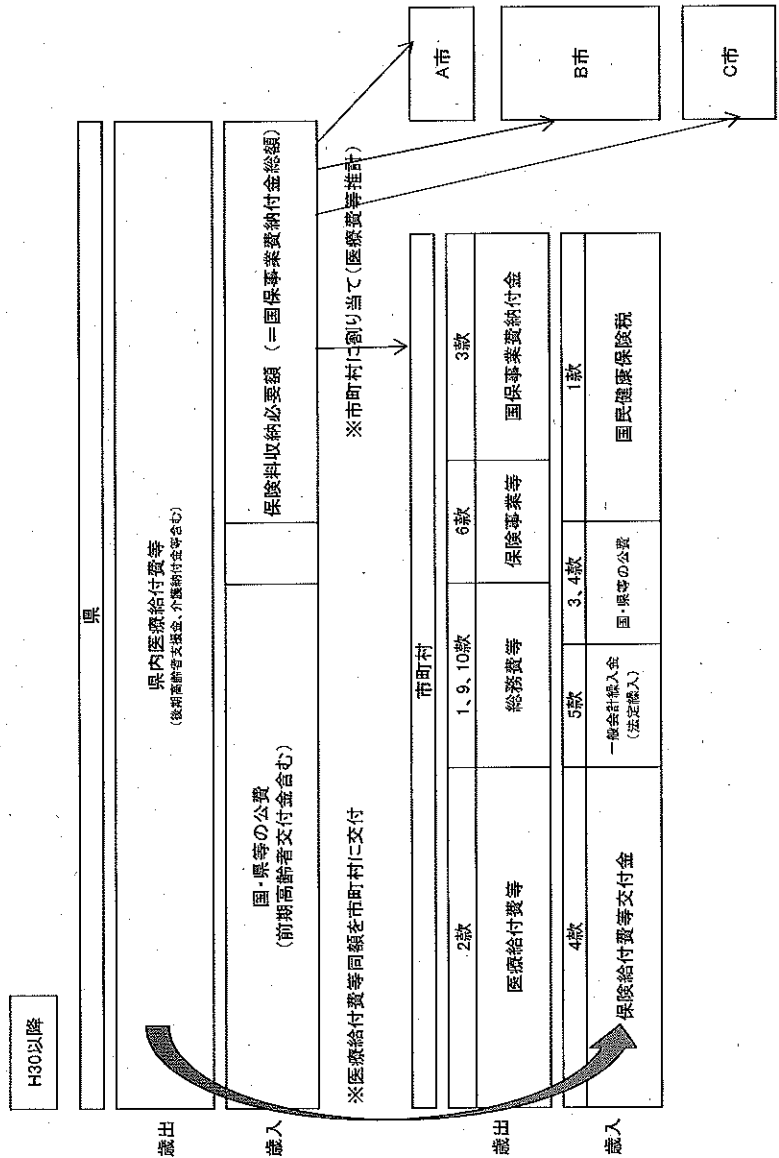 H30以降
県
歳出
県内医療給付費等
(後期高齢者支援金、介護納付金等含む)
歳入
国・県等の公費
(前期高齢者交付金含む)
保険料収納必要額 (=国保事業費納付金総額)
※医療給付費等同額を市町村に交付
※市町村に割り当て(医療費等推計)
A市
B市
C市
市町村
歳出
2款
1、9、10款
6款
3款
医療給付費等
総務費等
保険事業等
国保事業費納付金
歳入
4款
5款
3、4款
1款
保険給付費等交付金
一般会計繰入金
(法定繰入)
国・県等の公費
国民健康保険税